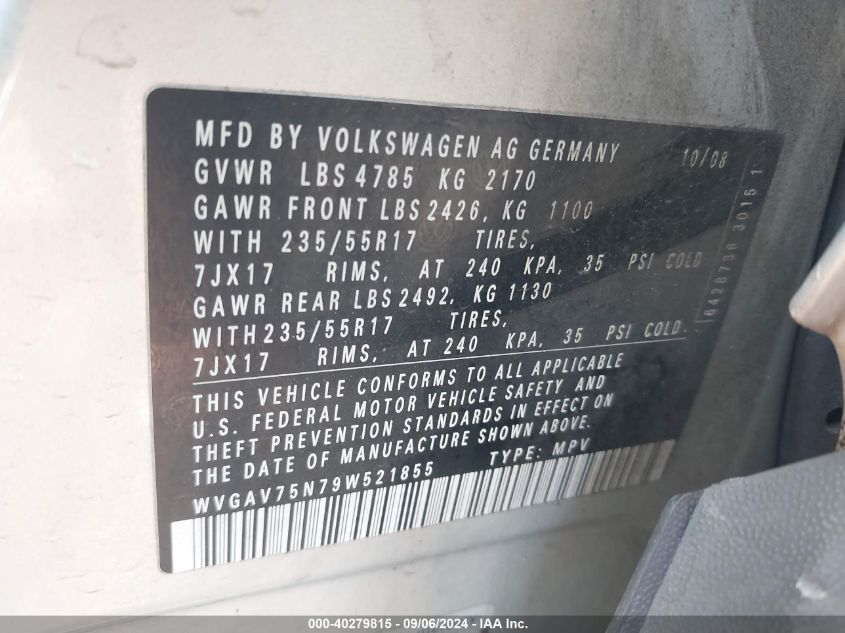 MFD BY VOLKSWAGEN AG GERMANY 10/08
GVWR LBS 4785 KG 2170
GAWR FRONT LBS 2426, KG 1100
WITH 235/55R17 TIRES,
7JX17 RIMS, AT 240 KPA, 35 PSI COLD
GAWR REAR LBS 2492, KG 1130
WITH 235/55R17 TIRES,
7JX17 RIMS, AT 240 KPA, 35 PSI COLD.
THIS VEHICLE CONFORMS TO ALL APPLICABLE
U.S. FEDERAL MOTOR VEHICLE SAFETY AND
THEFT PREVENTION STANDARDS IN EFFECT ON
THE DATE OF MANUFACTURE SHOWN ABOVE.
WVGAV75N79W521855 TYPE: MPV
6428736 30151
000-40279815 - 09/06/2024 - IAA Inc.